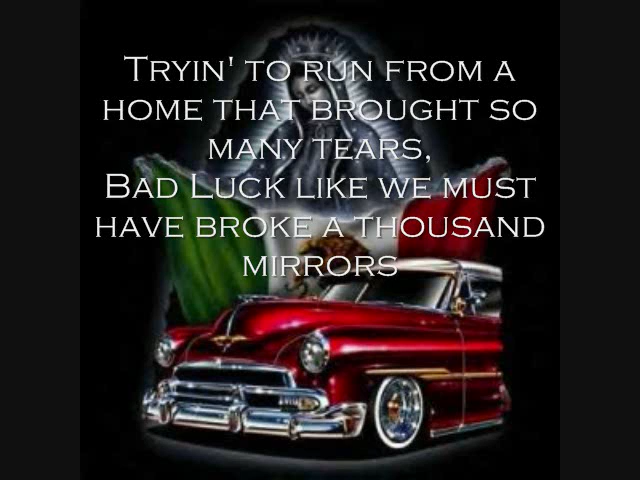 Tryin' to run from a
home that brought so
many tears,
Bad Luck like we must
have broke a thousand
mirrors